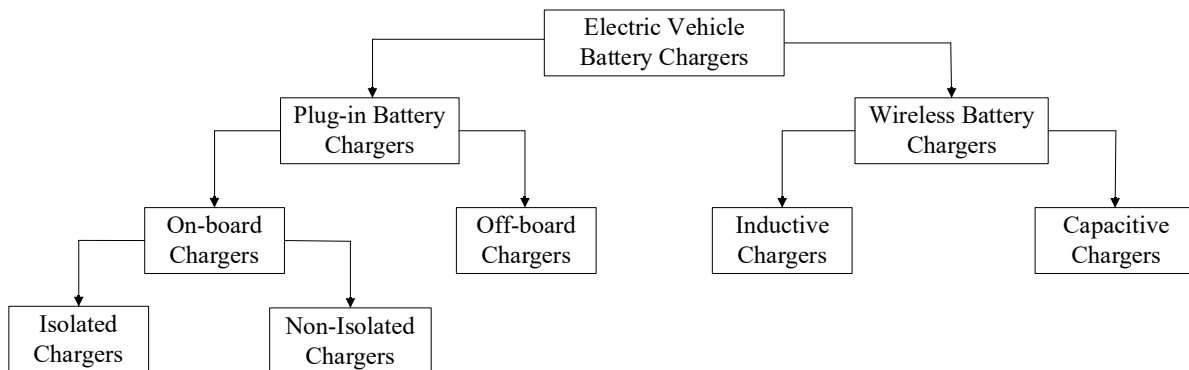 Electric Vehicle
Battery Chargers
Plug-in Battery
Chargers
Wireless Battery
Chargers
On-board
Chargers
Off-board
Chargers
Inductive
Chargers
Capacitive
Chargers
Isolated
Chargers
Non-Isolated
Chargers